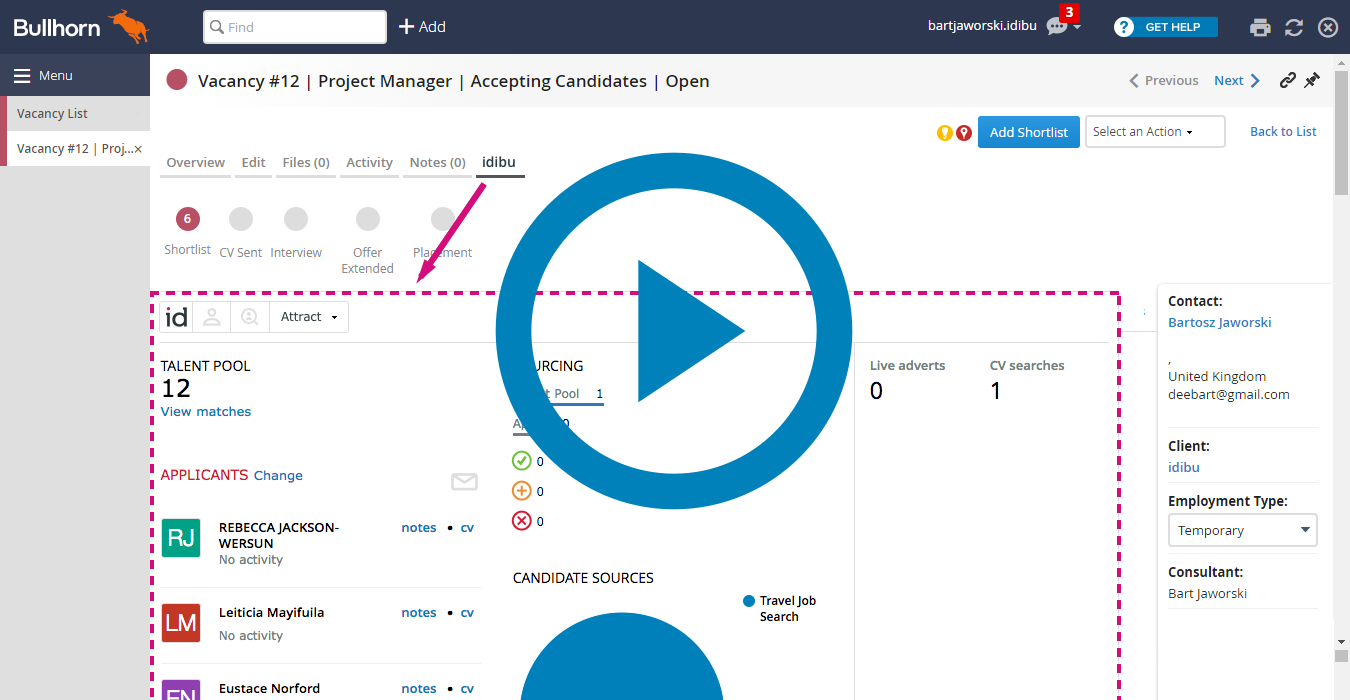 Bullhorn
Find
Add
bartjaworski.idibu
3
? GET HELP
Menu
Vacancy List
Vacancy #12 | Proj...×
Vacancy #12 | Project Manager | Accepting Candidates | Open
Previous
Next
Add Shortlist
Select an Action
Back to List
Overview
Edit
Files (0)
Activity
Notes (0)
idibu
6
Shortlist
CV Sent
Interview
Offer
Extended
Placement
id
Attract
TALENT POOL
12
View matches
APPLICANTS Change
RJ
REBECCA JACKSON-
WERSUN
No activity
notes • cv
LM
Leiticia Mayifuila
No activity
notes • cv
EN
Eustace Norford
notes • cv
Pool 1
0
0
0
0
CANDIDATE SOURCES
Travel Job
Search
Live adverts
0
CV searches
1
Contact:
Bartosz Jaworski
,
United Kingdom
deebart@gmail.com
Client:
idibu
Employment Type:
Temporary
Consultant:
Bart Jaworski